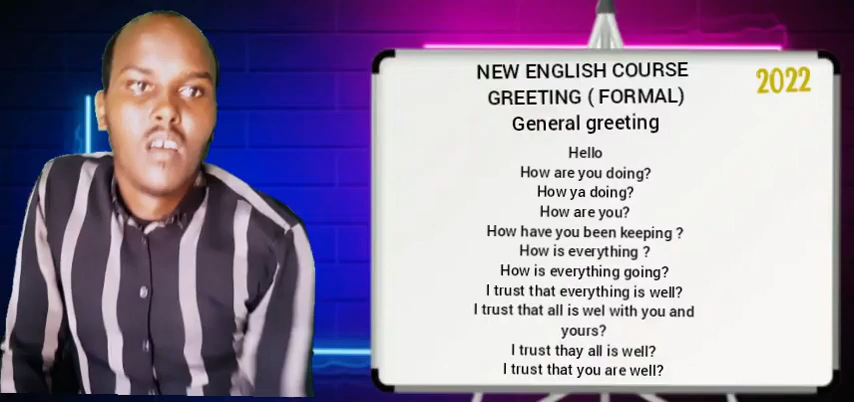 NEW ENGLISH COURSE
2022
GREETING ( FORMAL)
General greeting
Hello
How are you doing?
How ya doing?
How are you?
How have you been keeping ?
How is everything ?
How is everything going?
I trust that everything is well?
I trust that all is wel with you and
yours?
I trust thay all is well?
I trust that you are well?